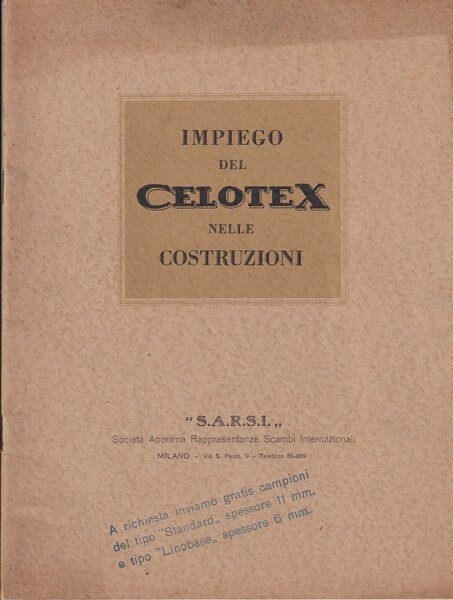 IMPIEGO
DEL
CELOTEX
NELLE
COSTRUZIONI
"S.A.R.S.I.„
Società Anonima Rappresentanze Scambi Internazionali
MILANO - Via S. Paolo, 9 - Telefono 85-889
A richiesta inviamo gratis campioni
del tipo "Standard„ spessore 11 mm.
e tipo "Linobase„ spessore 6 mm.